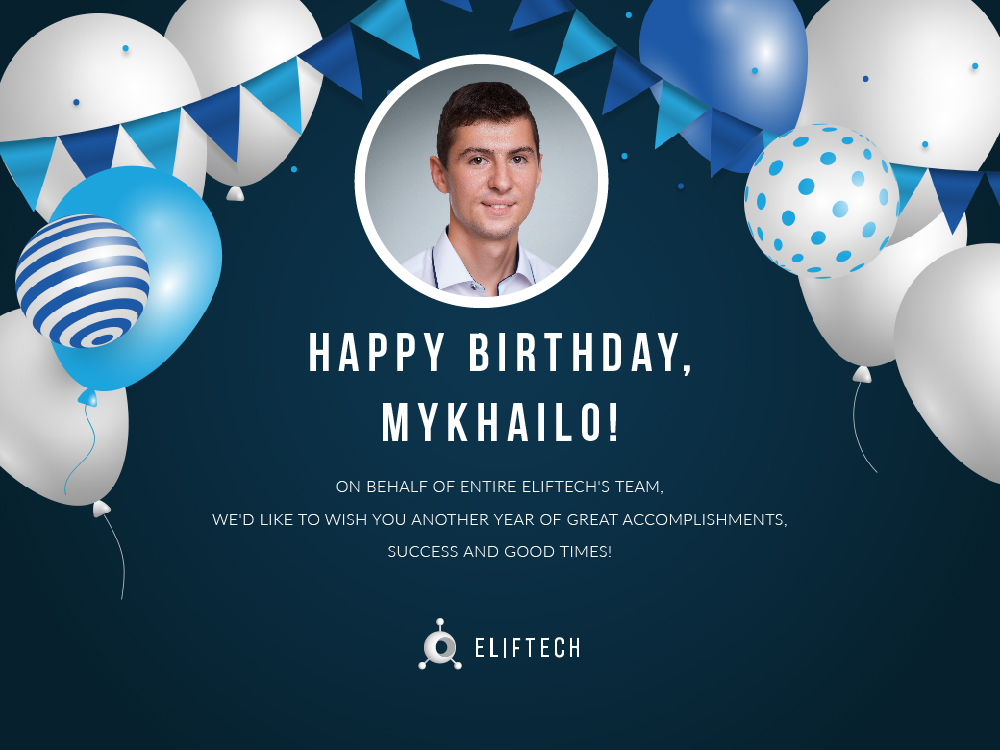 HAPPY BIRTHDAY,
MYKHAILO!
ON BEHALF OF ENTIRE ELIFTECH'S TEAM,
WE'D LIKE TO WISH YOU ANOTHER YEAR OF GREAT ACCOMPLISHMENTS,
SUCCESS AND GOOD TIMES!
ELIFTECH